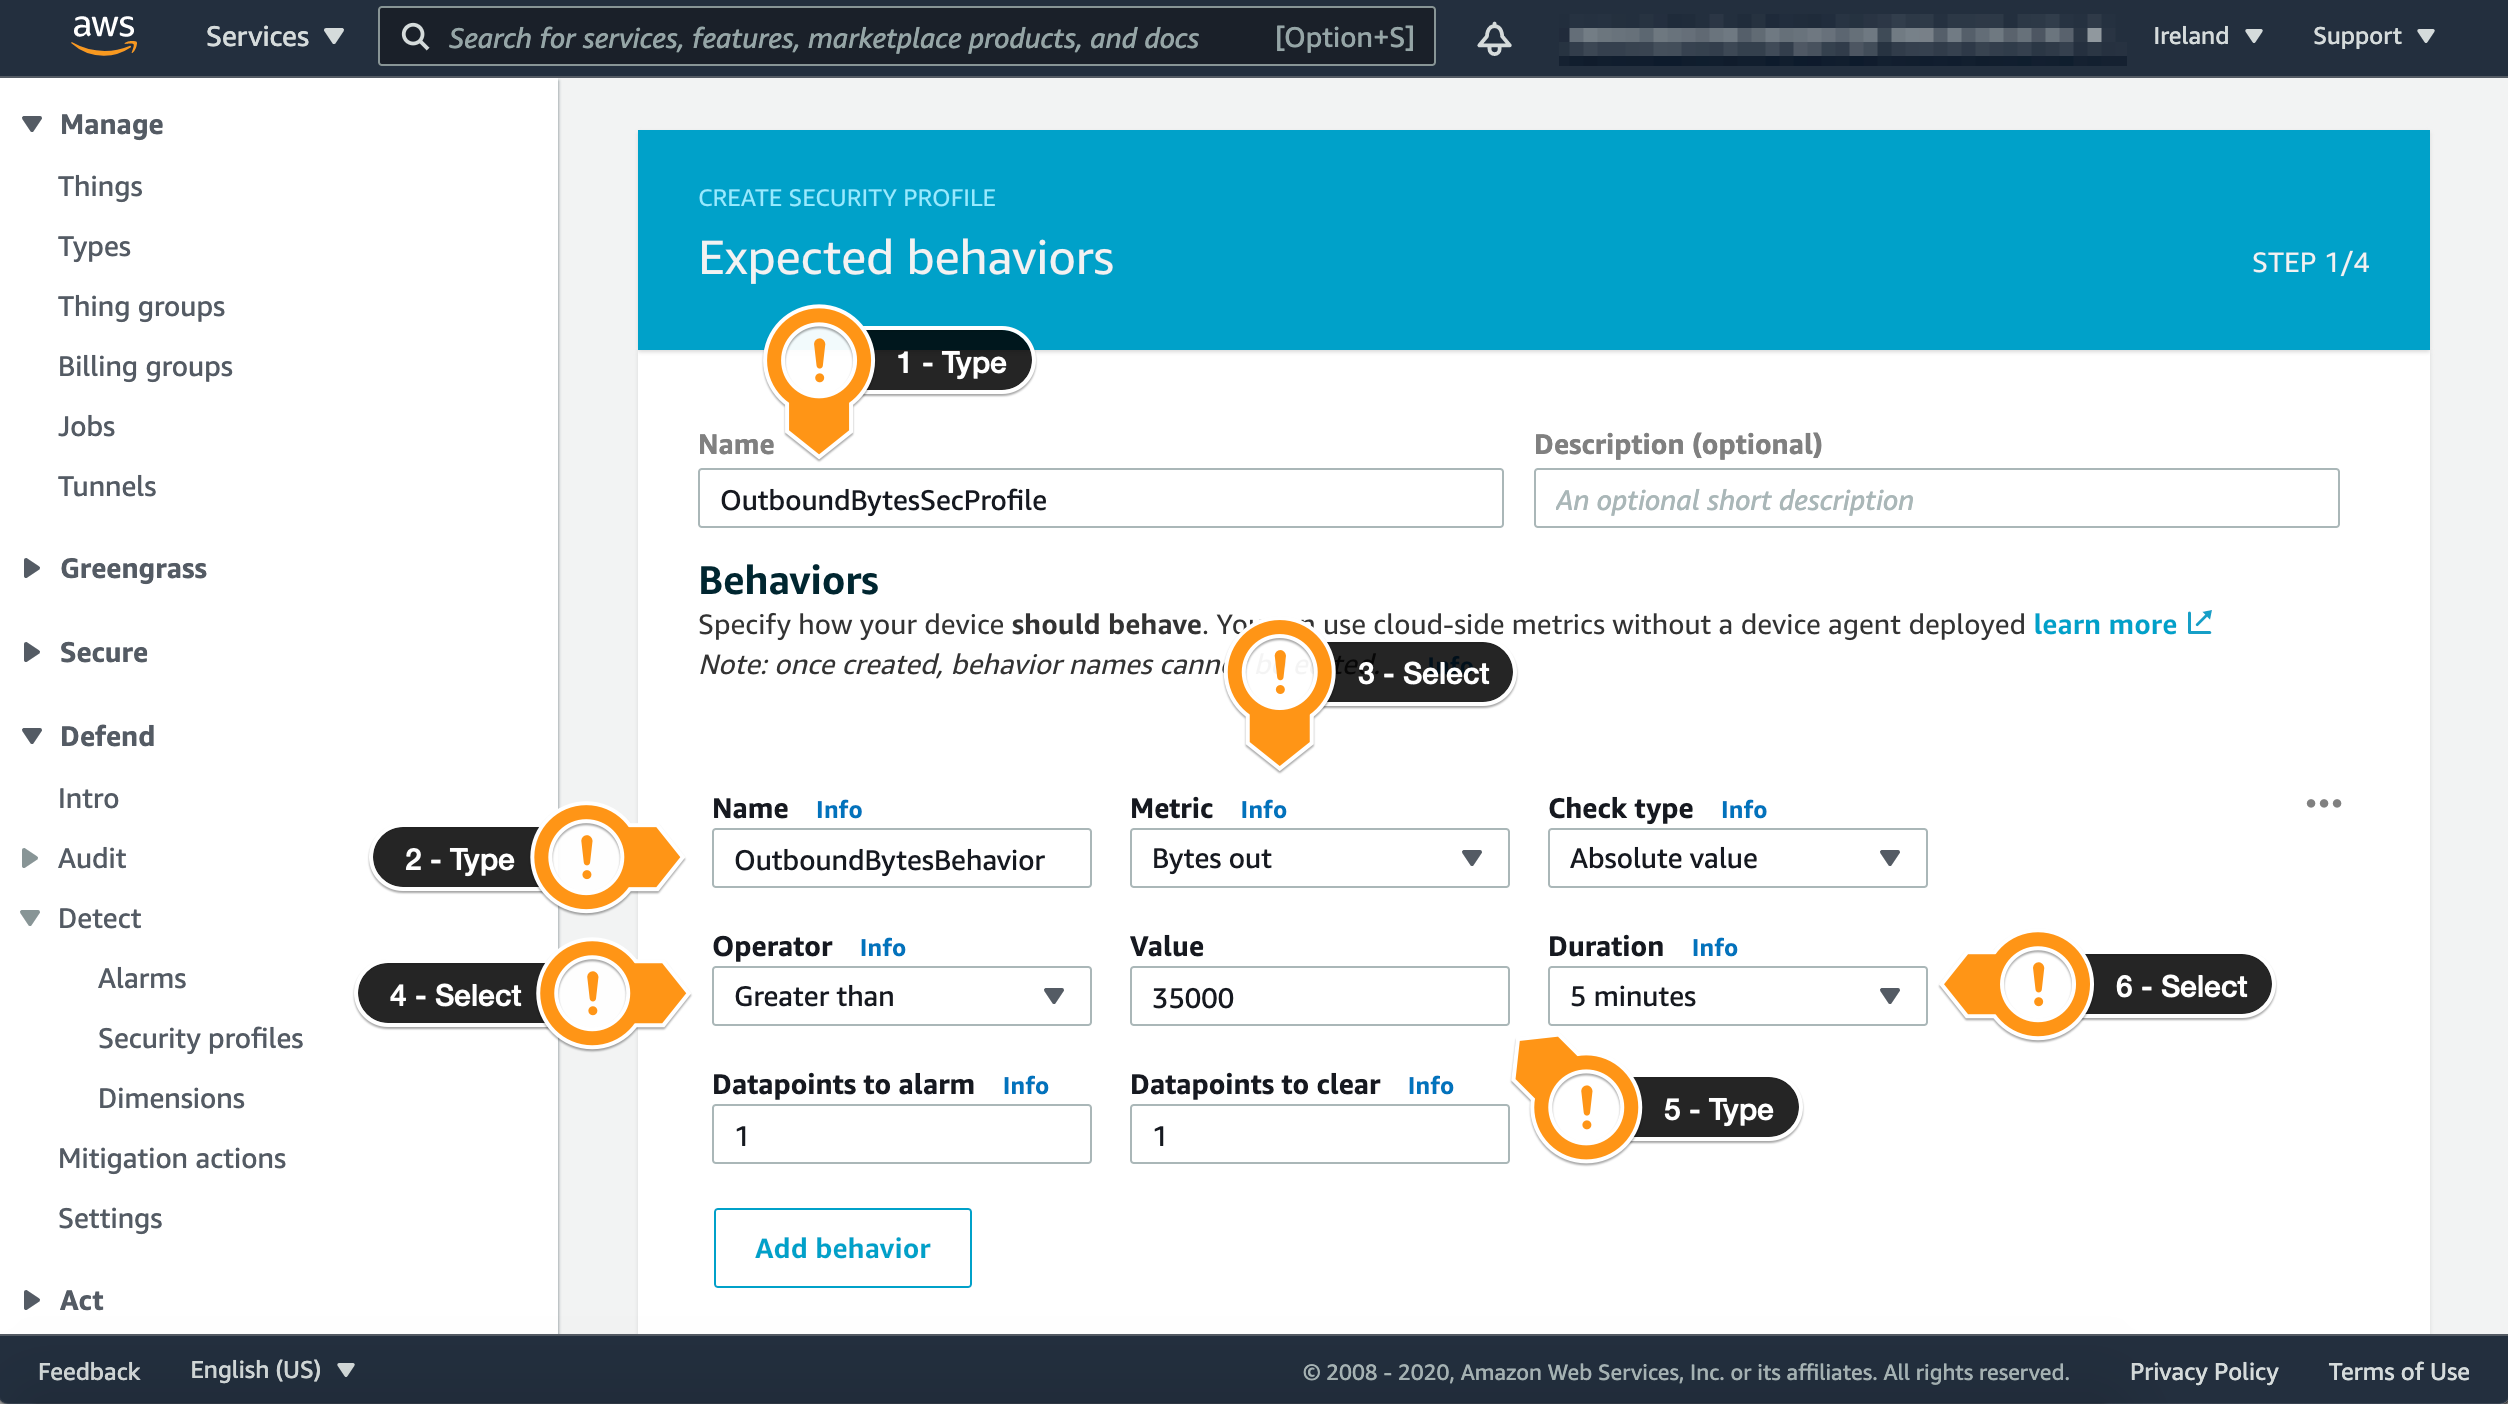 aws Services Search for services, features, marketplace products, and docs [Option+S] Ireland Support
Manage
Things
Types
Thing groups
Billing groups
Jobs
Tunnels
Greengrass
Secure
Defend
Intro
Audit
Detect
Alarms
Security profiles
Dimensions
Mitigation actions
Settings
Act
CREATE SECURITY PROFILE
Expected behaviors
STEP 1/4
1 - Type
Name Description (optional)
OutboundBytesSecProfile An optional short description
Behaviors
Specify how your device should behave. You use cloud-side metrics without a device agent deployed learn more
Note: once created, behavior names Info
3 - Select
Name Info Metric Info Check type Info
2 - Type
OutboundBytesBehavior Bytes out Absolute value
Operator Info Value Duration Info
4 - Select
Greater than 35000 5 minutes
6 - Select
Datapoints to alarm Info Datapoints to clear Info
5 - Type
1 1
Add behavior
Feedback English (US) © 2008 - 2020, Amazon Web Services, Inc. or its affiliates. All rights reserved. Privacy Policy Terms of Use